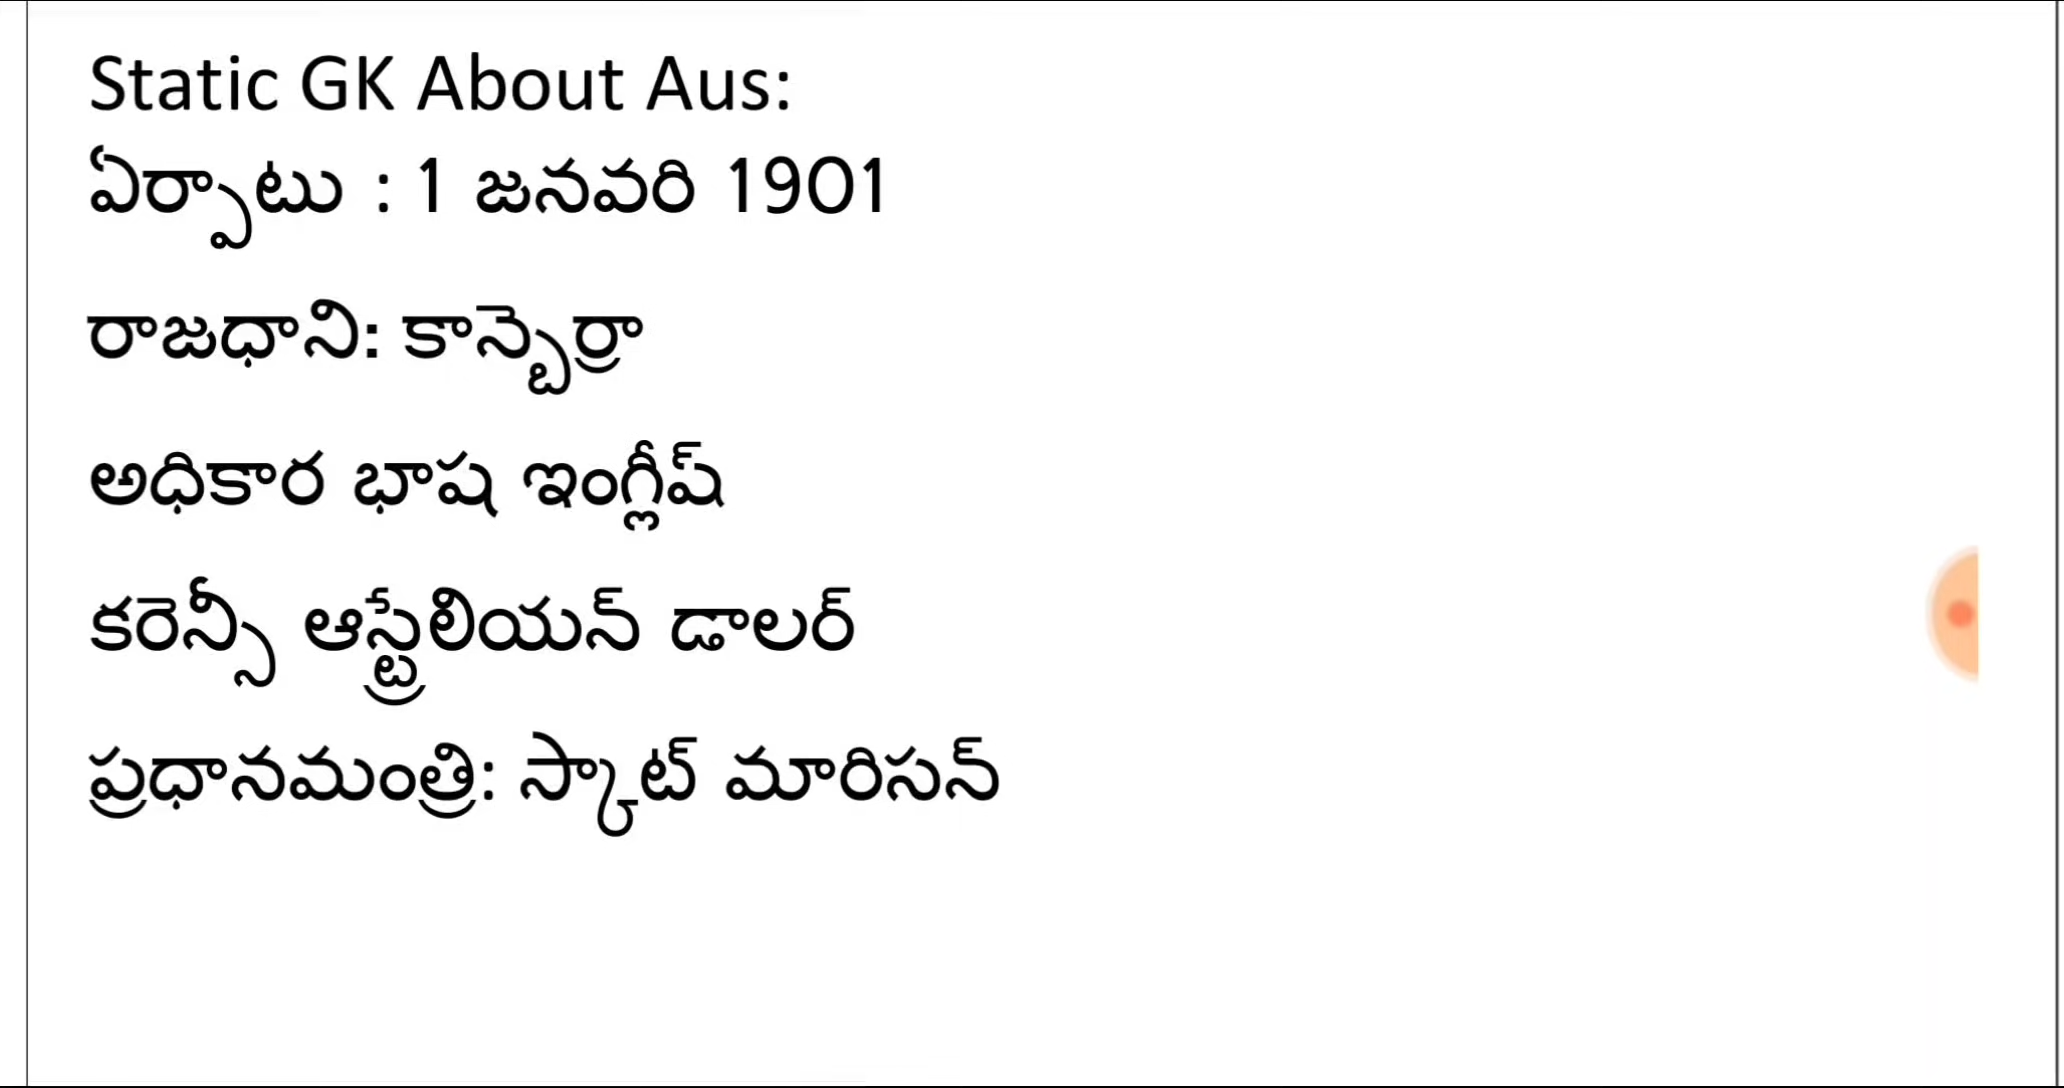 Static GK About Aus:
ఏర్పాటు : 1 జనవరి 1901
రాజధాని: కాన్బెర్రా
అధికార భాష ఇంగ్లీష్
కరెన్సీ ఆస్ట్రేలియన్ డాలర్
ప్రధానమంత్రి: స్కాట్ మారిసన్